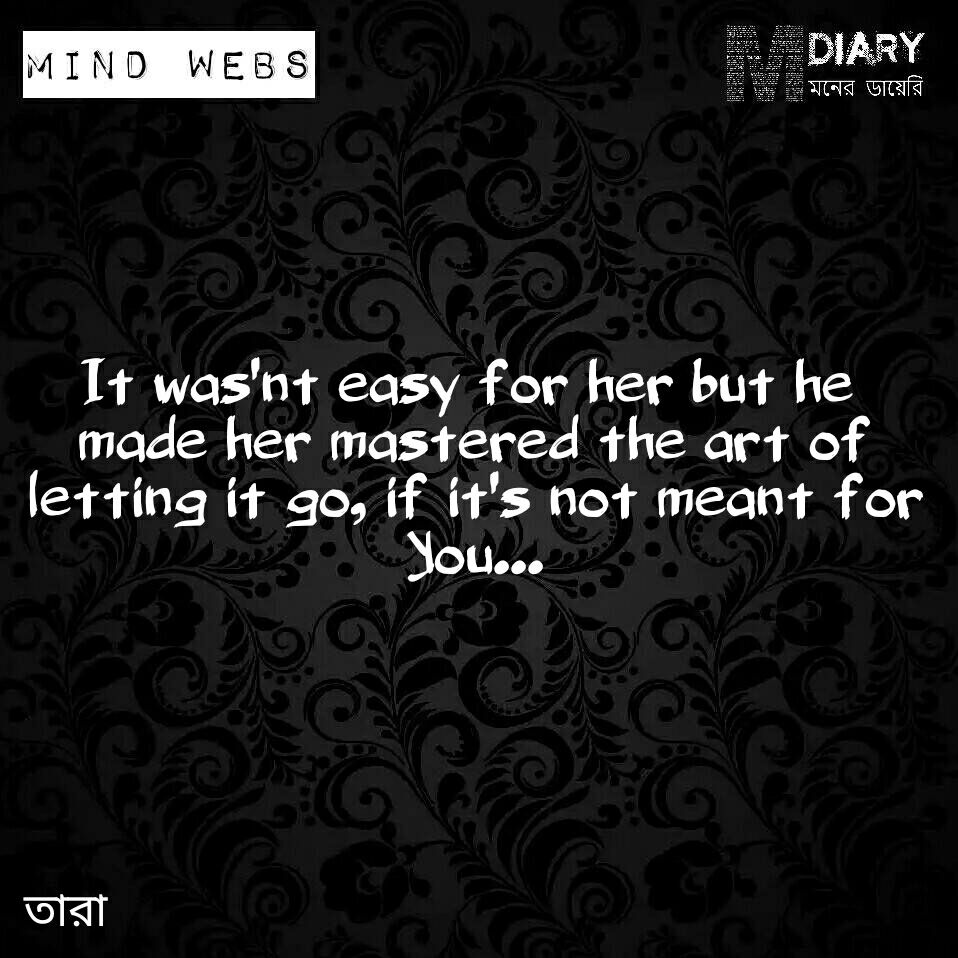 MIND WEBS
M DIARY
মনের ডায়েরি
It was'nt easy for her but he
made her mastered the art of
letting it go, if it's not meant for
You...
তারা